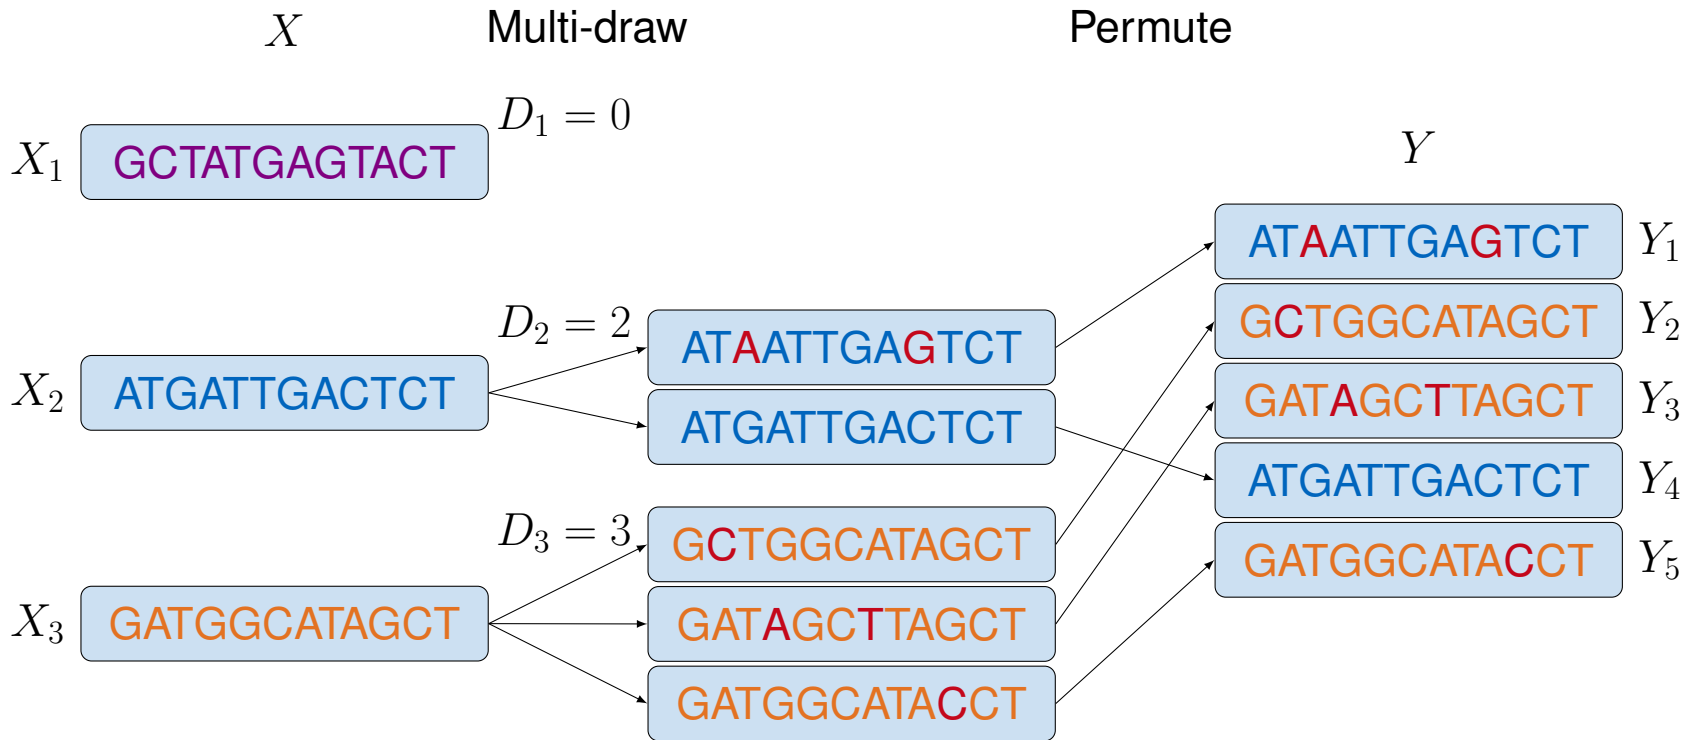 X Multi-draw Permute
D₁ = 0
X₁ GCTATGAGTACT
Y
ATAATTGAGTCT Y₁
D₂ = 2
GCTGGCATAGCT Y₂
ATAATTGAGTCT
X₂ ATGATTGACTCT
GATAGCTTAGCT Y₃
ATGATTGACTCT
ATGATTGACTCT Y₄
D₃ = 3
GCTGGCATAGCT
GATGGCATACCT Y₅
X₃ GATGGCATAGCT
GATAGCTTAGCT
GATGGCATACCT